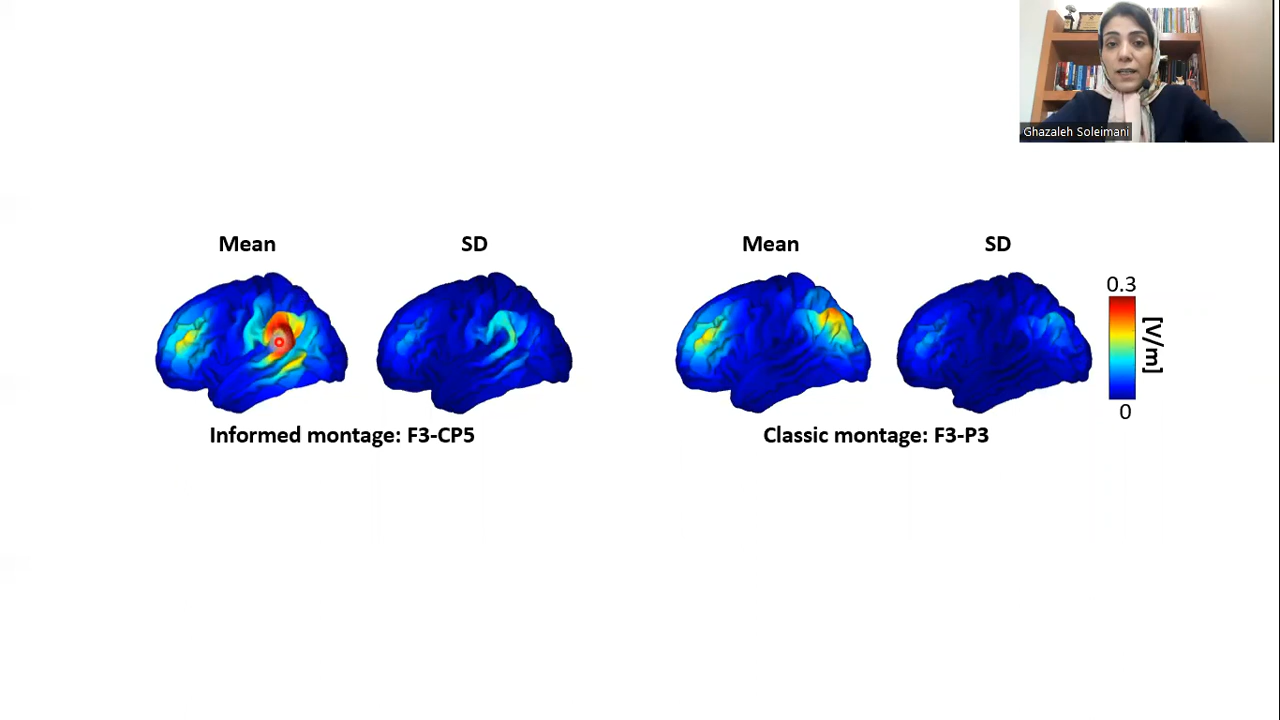 Ghazaleh Soleimani
Mean SD Mean SD
0.3
[V/m]
0
Informed montage: F3-CP5 Classic montage: F3-P3